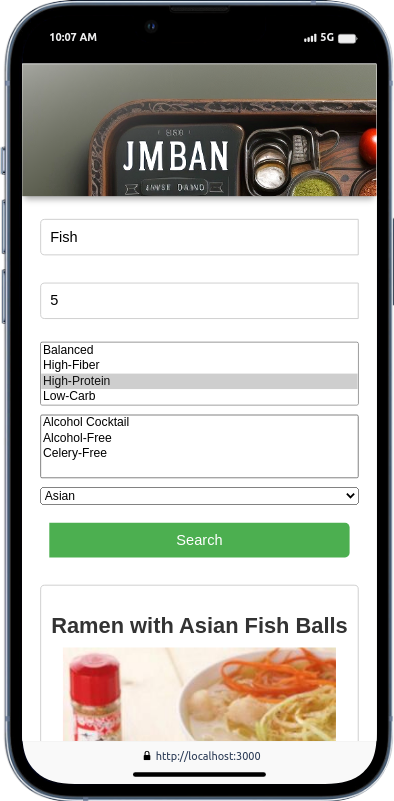 10:07 AM
5G
JMBAN
Fish
5
Balanced
High-Fiber
High-Protein
Low-Carb
Alcohol Cocktail
Alcohol-Free
Celery-Free
Asian
Search
Ramen with Asian Fish Balls
http://localhost:3000